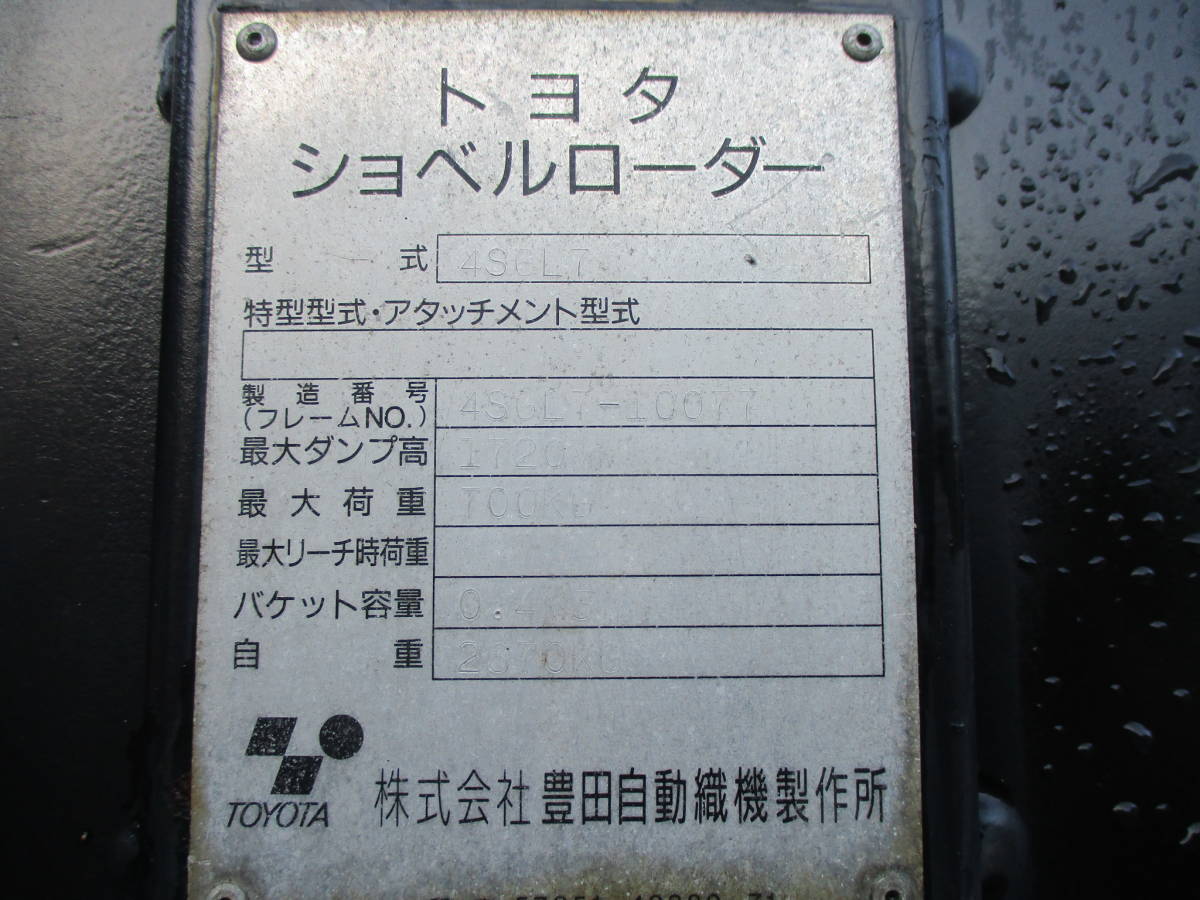 トヨタ
ショベルローダー
型 式 4SGL7
特型型式・アタッチメント型式
製造番号 4SGL7-10077
(フレームNO.)
最大ダンプ高 1720
最大荷重 700KG
最大リーチ時荷重
バケット容量
自重
TOYOTA 株式会社 豊田自動織機製作所